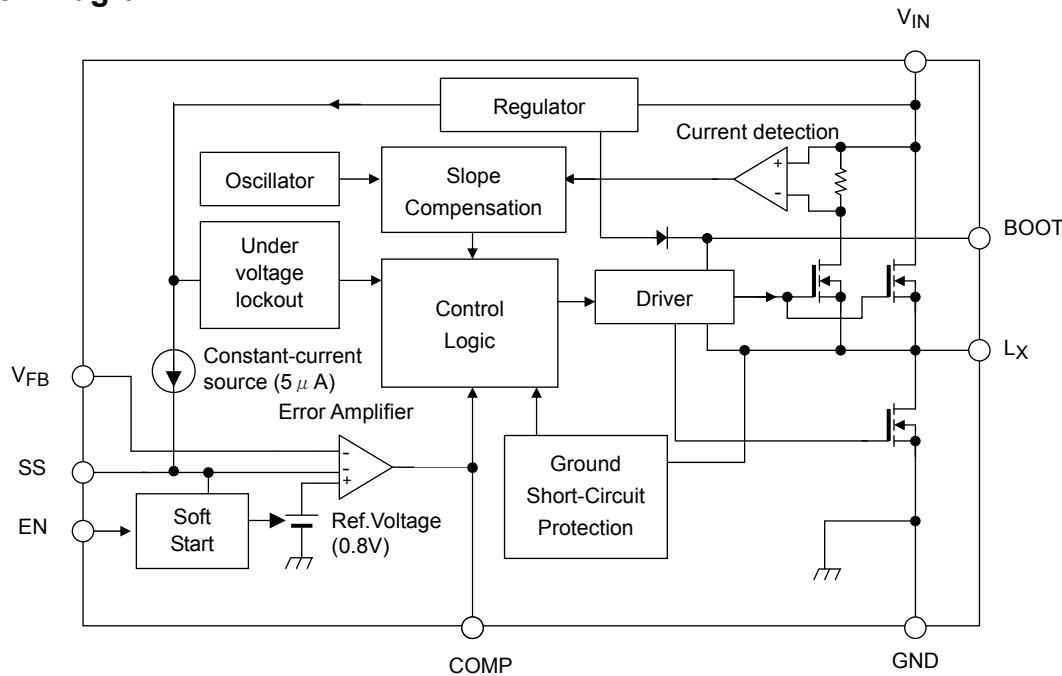 VIN
Regulator
Current detection
+
-
Oscillator
Slope
Compensation
BOOT
Under
voltage
lockout
Driver
Control
Logic
LX
Constant-current
source (5 μ A)
VFB
Error Amplifier
-
-
+
SS
Ground
Short-Circuit
Protection
EN
Soft
Start
Ref.Voltage
(0.8V)
COMP
GND